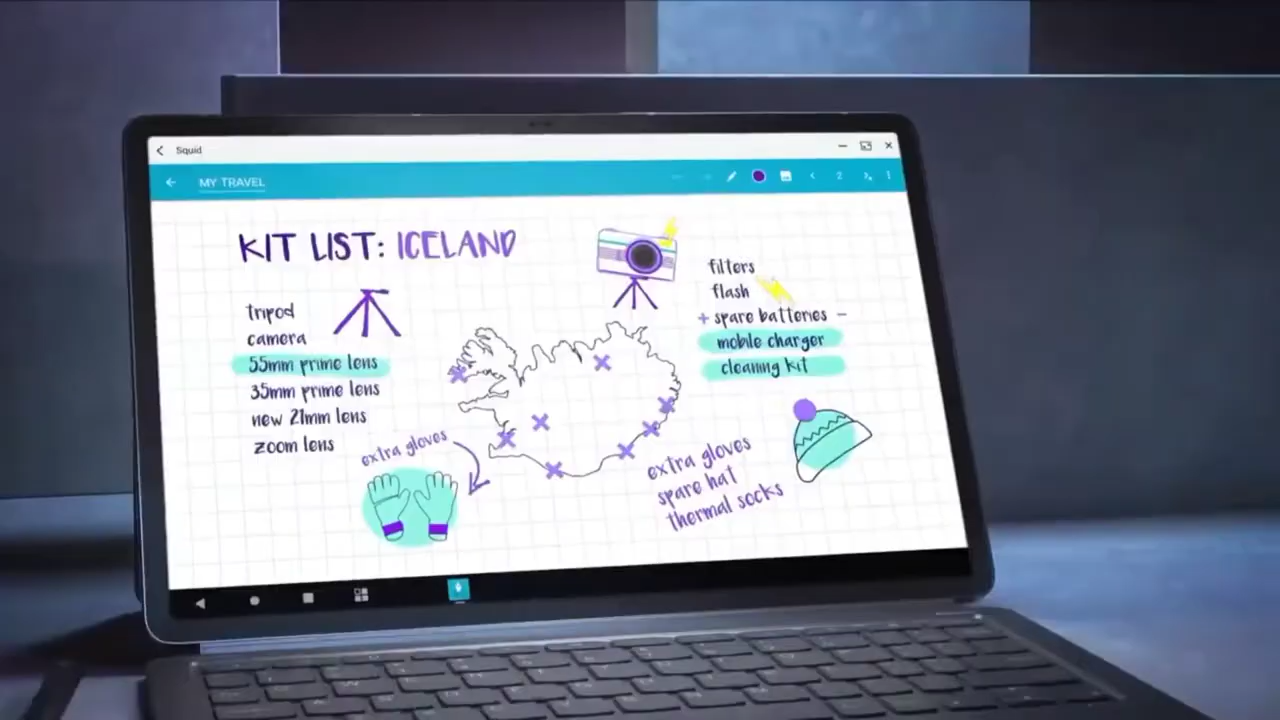 Squid
MY TRAVEL
2
KIT LIST: ICELAND
tripod
camera
55mm prime lens
35mm prime lens
new 21mm lens
zoom lens
extra gloves
filters
flash
+ spare batteries –
mobile charger
cleaning kit
extra gloves
spare hat
thermal socks